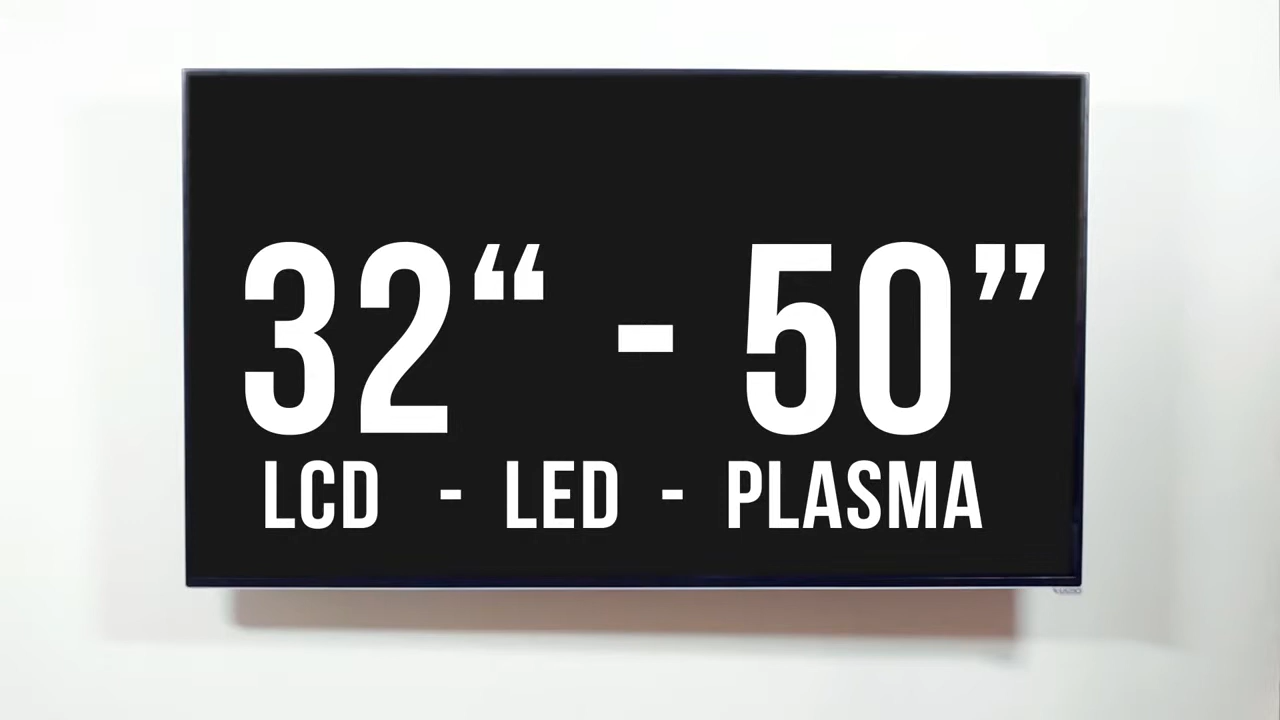 32“ - 50”
LCD - LED - PLASMA